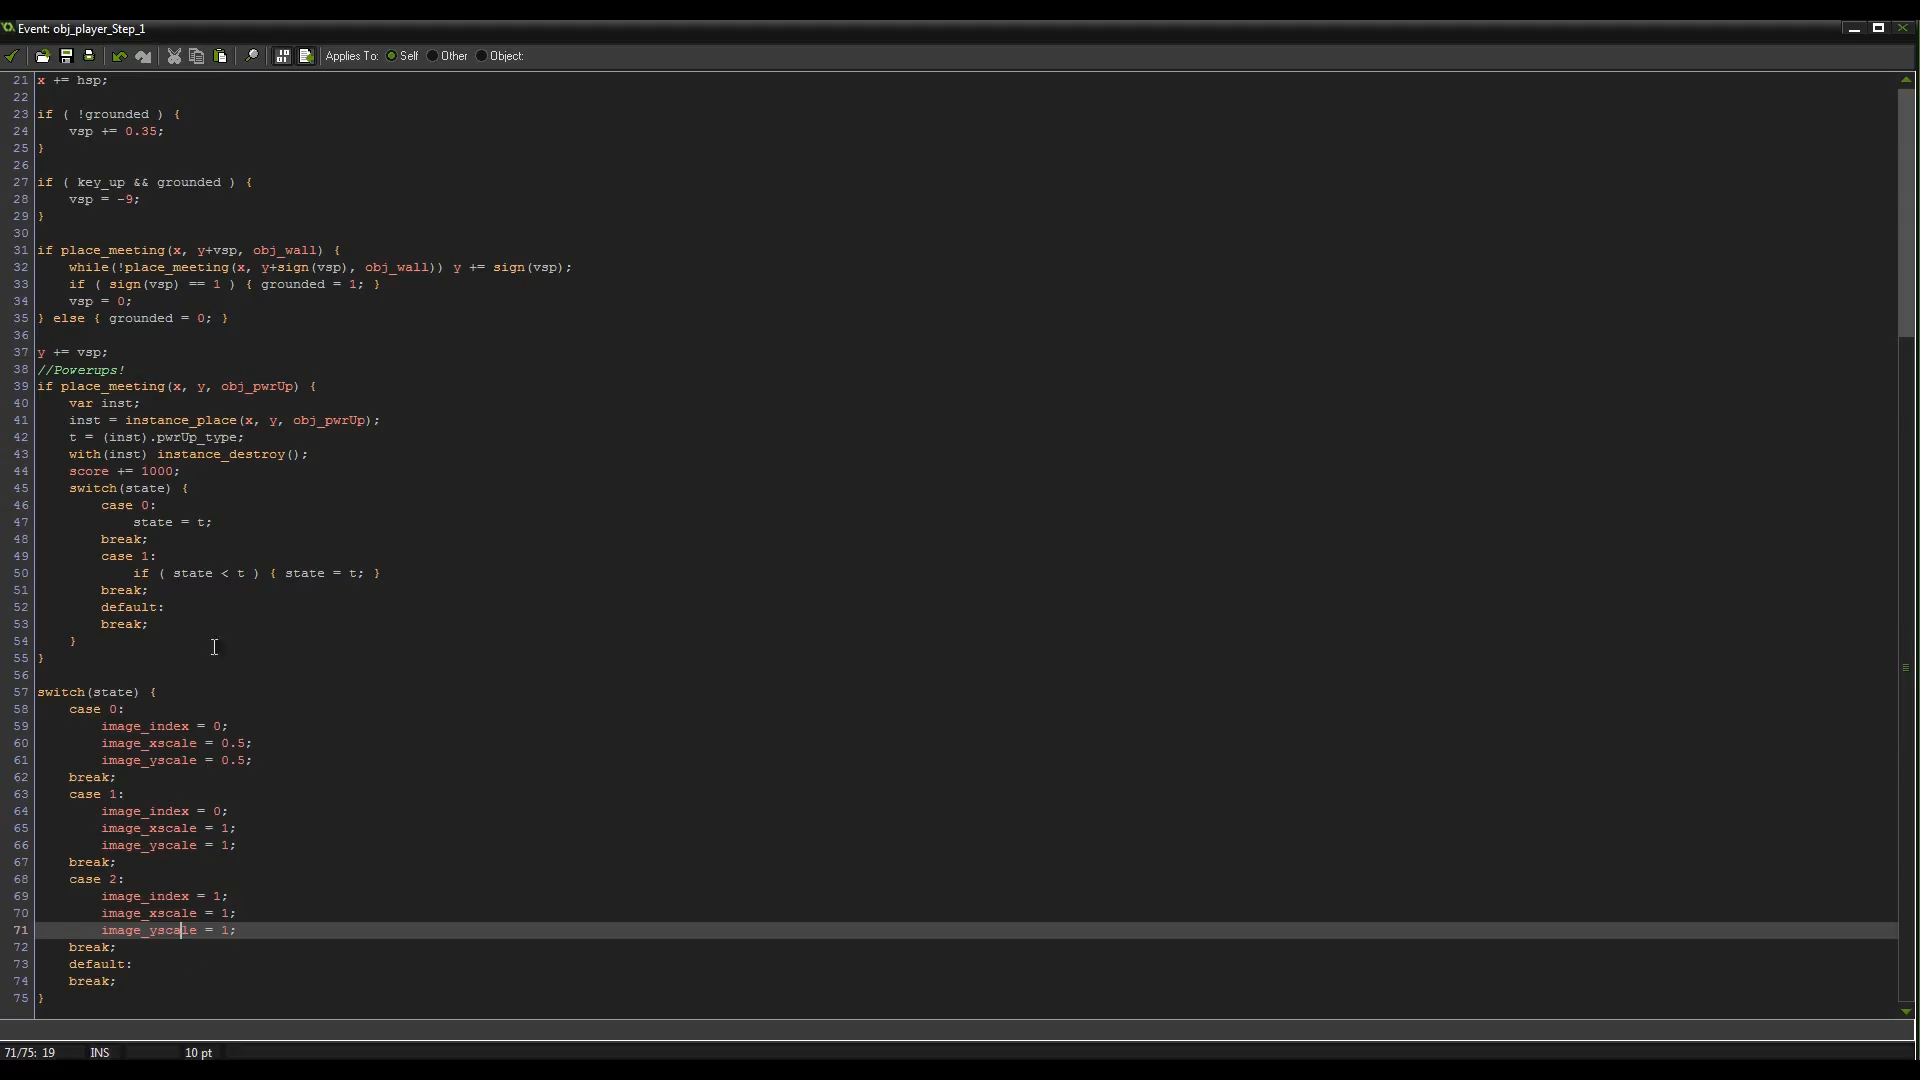 Event: obj_player_Step_1
Applies To: Self Other Object:
21 x += hsp;
22
23 if ( !grounded ) {
24     vsp += 0.35;
25 }
26
27 if ( key_up && grounded ) {
28     vsp = -9;
29 }
30
31 if place_meeting(x, y+vsp, obj_wall) {
32     while(!place_meeting(x, y+sign(vsp), obj_wall)) y += sign(vsp);
33     if ( sign(vsp) == 1 ) { grounded = 1; }
34     vsp = 0;
35 } else { grounded = 0; }
36
37 y += vsp;
38 //Powerups!
39 if place_meeting(x, y, obj_pwrUp) {
40     var inst;
41     inst = instance_place(x, y, obj_pwrUp);
42     t = (inst).pwrUp_type;
43     with(inst) instance_destroy();
44     score += 1000;
45     switch(state) {
46         case 0:
47             state = t;
48         break;
49         case 1:
50             if ( state < t ) { state = t; }
51         break;
52         default:
53         break;
54     }
55 }
56
57 switch(state) {
58     case 0:
59         image_index = 0;
60         image_xscale = 0.5;
61         image_yscale = 0.5;
62     break;
63     case 1:
64         image_index = 0;
65         image_xscale = 1;
66         image_yscale = 1;
67     break;
68     case 2:
69         image_index = 1;
70         image_xscale = 1;
71         image_yscale = 1;
72     break;
73     default:
74     break;
75 }
71/75: 19 INS 10 pt